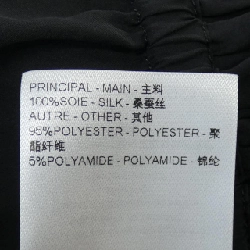 PRINCIPAL - MAIN - 主料
100%SOIE - SILK - 桑蚕丝
AUTRE - OTHER - 其他
95%POLYESTER - POLYESTER - 聚
酯纤维
5%POLYAMIDE - POLYAMIDE - 锦纶